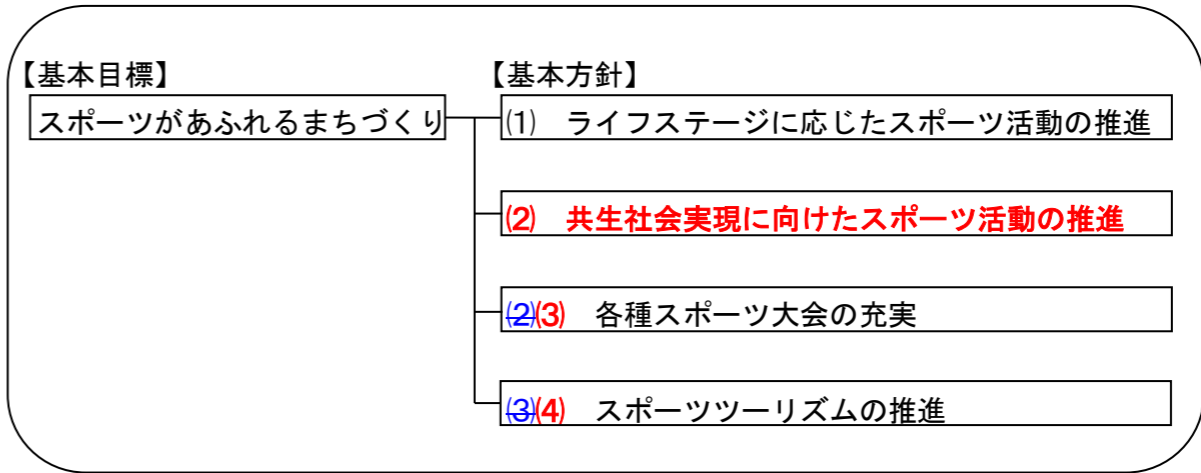 【基本目標】 【基本方針】
スポーツがあふれるまちづくり ⑴ ライフステージに応じたスポーツ活動の推進
⑵ 共生社会実現に向けたスポーツ活動の推進
⑵⑶ 各種スポーツ大会の充実
⑶⑷ スポーツツーリズムの推進